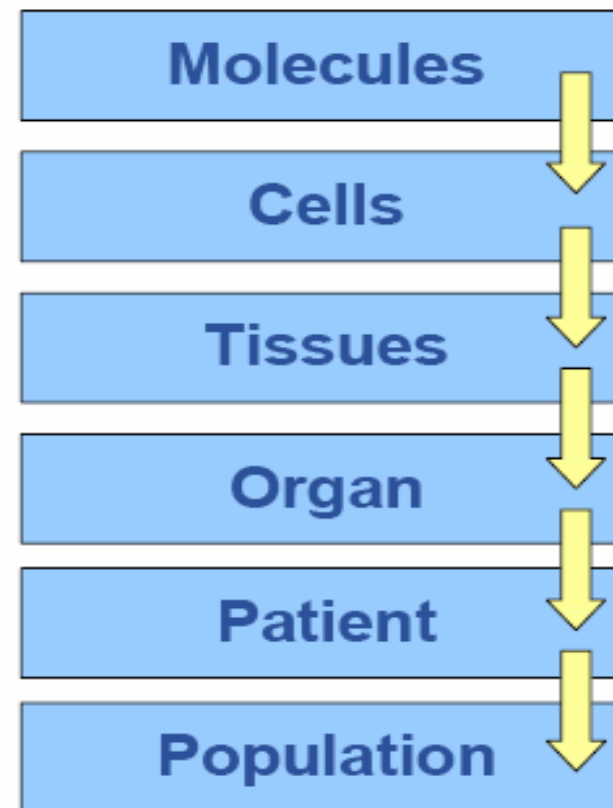 Molecules
Cells
Tissues
Organ
Patient
Population